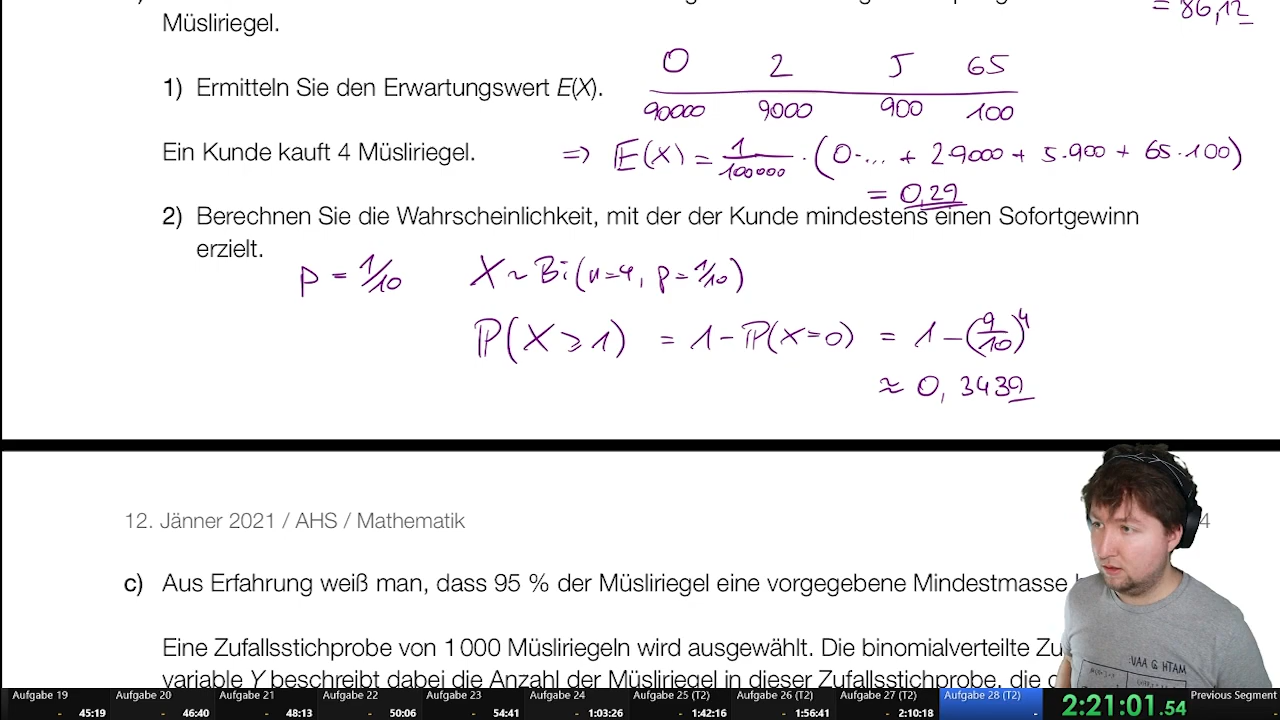 = 86,12
Müsliriegel.
0 2 5 65
1) Ermitteln Sie den Erwartungswert E(X).
90000 9000 900 100
Ein Kunde kauft 4 Müsliriegel. => E(X) = 1/100000 · (0·... + 2·9000 + 5·900 + 65·100)
= 0,29
2) Berechnen Sie die Wahrscheinlichkeit, mit der der Kunde mindestens einen Sofortgewinn
erzielt.
p = 1/10 X ~ Bi(n=4, p=1/10)
P(X ≥ 1) = 1 - P(X=0) = 1 - (9/10)^4
≈ 0,3439
12. Jänner 2021 / AHS / Mathematik 4
c) Aus Erfahrung weiß man, dass 95 % der Müsliriegel eine vorgegebene Mindestmasse
Eine Zufallsstichprobe von 1 000 Müsliriegeln wird ausgewählt. Die binomialverteilte Zu
variable Y beschreibt dabei die Anzahl der Müsliriegel in dieser Zufallsstichprobe, die
VAA G HTAM
Aufgabe 19 Aufgabe 20 Aufgabe 21 Aufgabe 22 Aufgabe 23 Aufgabe 24 Aufgabe 25 (T2) Aufgabe 26 (T2) Aufgabe 27 (T2) Aufgabe 28 (T2) 2:21:01.54 Previous Segment
- 45:19 - 46:40 - 48:13 - 50:06 - 54:41 - 1:03:26 - 1:42:16 - 1:56:41 - 2:10:18 - -